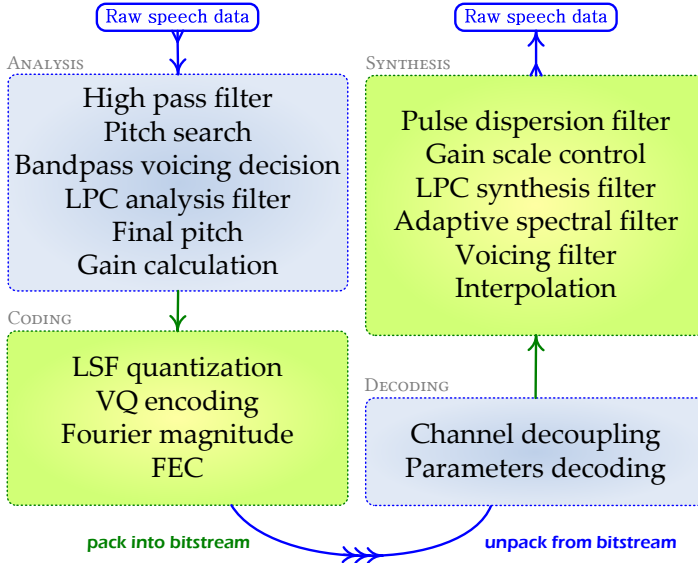 Raw speech data
ANALYSIS
High pass filter
Pitch search
Bandpass voicing decision
LPC analysis filter
Final pitch
Gain calculation
CODING
LSF quantization
VQ encoding
Fourier magnitude
FEC
pack into bitstream
Raw speech data
SYNTHESIS
Pulse dispersion filter
Gain scale control
LPC synthesis filter
Adaptive spectral filter
Voicing filter
Interpolation
DECODING
Channel decoupling
Parameters decoding
unpack from bitstream